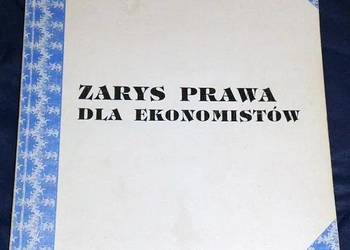 ZARYS PRAWA
DLA EKONOMISTÓW